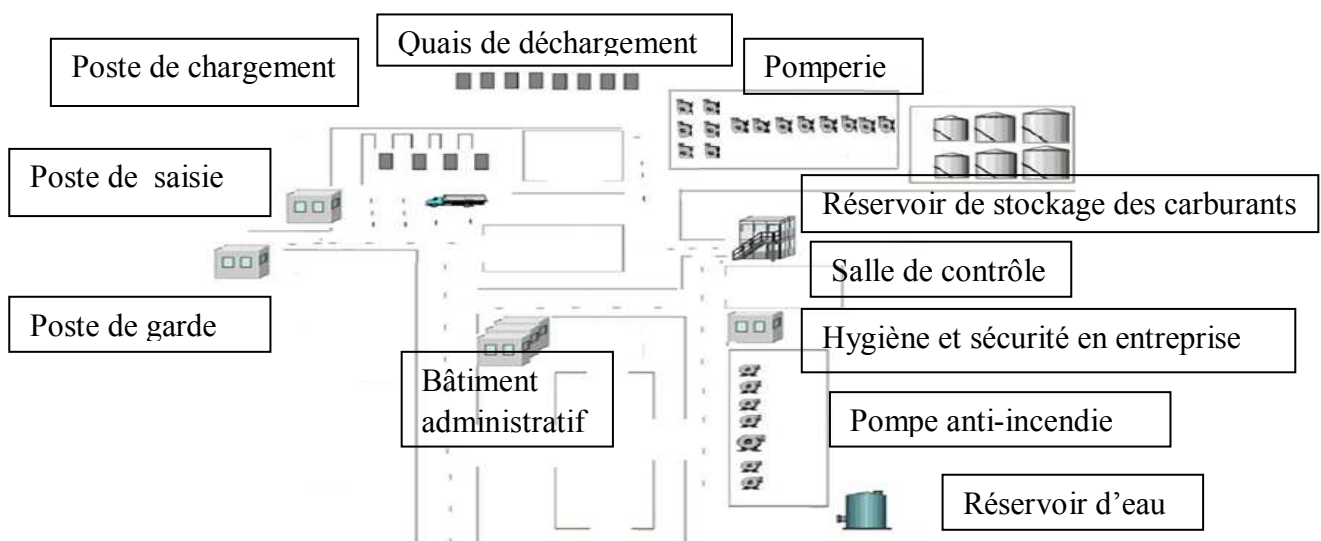 Quais de déchargement
Poste de chargement
Pomperie
Poste de saisie
Réservoir de stockage des carburants
Salle de contrôle
Poste de garde
Hygiène et sécurité en entreprise
Bâtiment
administratif
Pompe anti-incendie
Réservoir d’eau